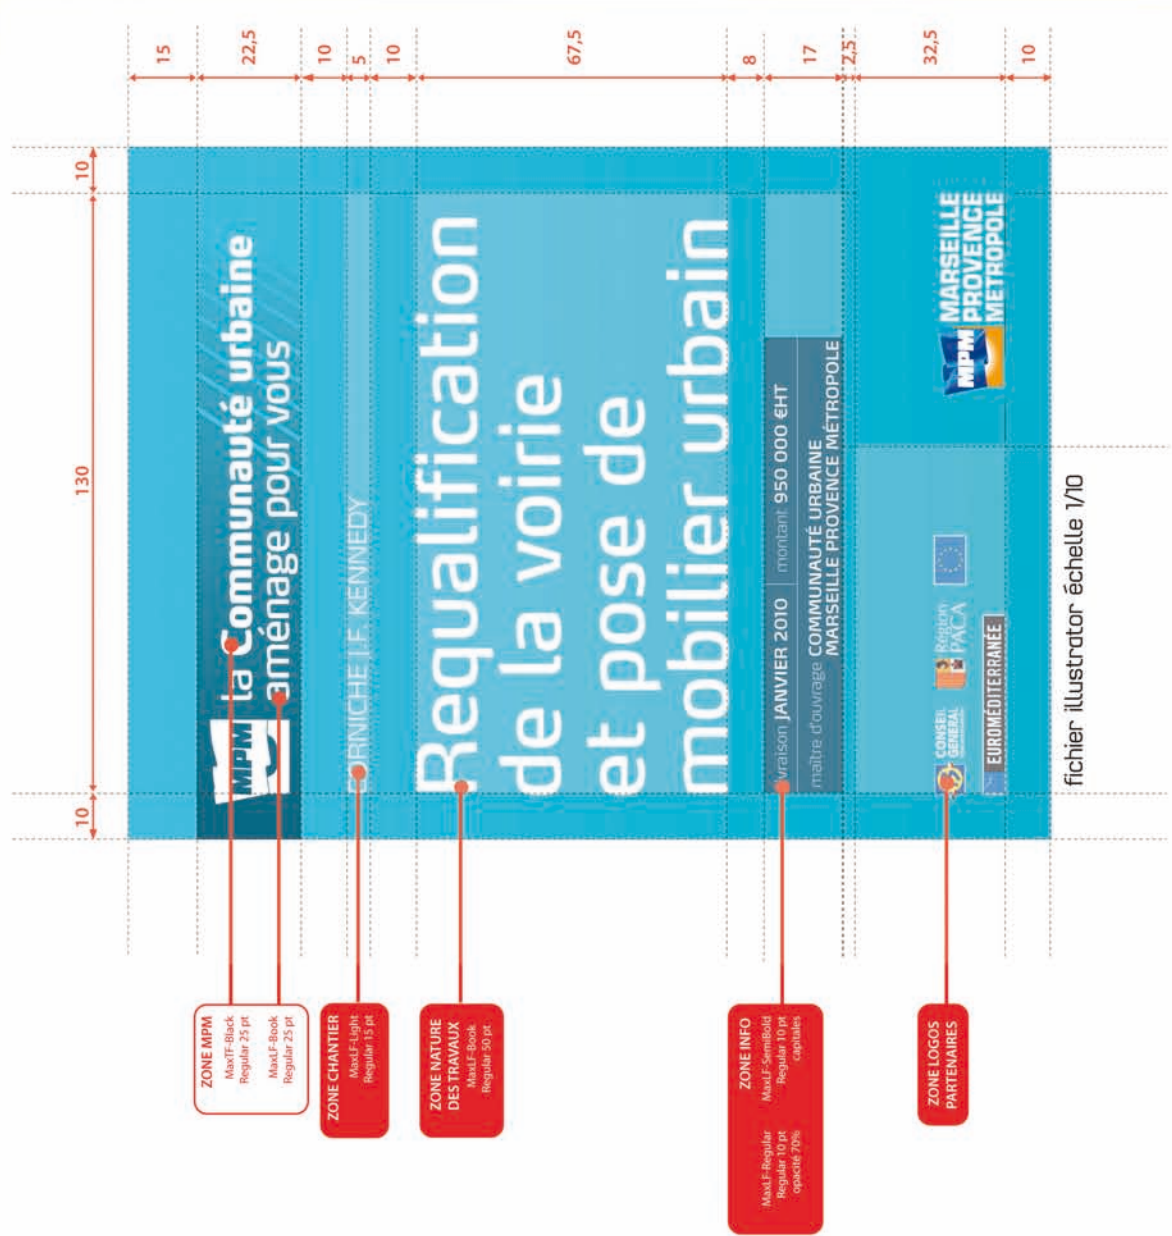 ZONE MPM
MaxTF-Black
Regular 25 pt
MaxLF-Book
Regular 25 pt
ZONE CHANTIER
MaxLF-Light
Regular 15 pt
ZONE NATURE
DES TRAVAUX
MaxLF-Book
Regular 50 pt
ZONE INFO
MaxLF-Regular
Regular 10 pt
opacité 70%
MaxLF-SemiBold
Regular 10 pt
capitales
ZONE LOGOS
PARTENAIRES
10
130
10
MPM
la Communauté urbaine
aménage pour vous
ORNICHE J.F. KENNEDY
Requalification
de la voirie
et pose de
mobilier urbain
vraison JANVIER 2010 montant 950 000 €HT
maître d'ouvrage COMMUNAUTÉ URBAINE
MARSEILLE PROVENCE MÉTROPOLE
CONSEIL
GENERAL
Région
PACA
EUROMÉDITERRANÉE
MPM
MARSEILLE
PROVENCE
METROPOLE
15
22,5
10
5
10
67,5
8
17
2,5
32,5
10
fichier illustrator échelle 1/10